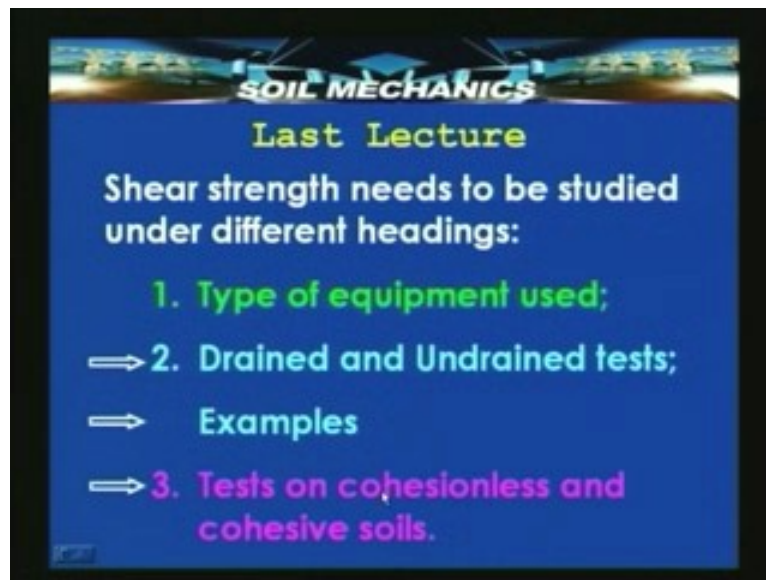 SOIL MECHANICS
Last Lecture
Shear strength needs to be studied
under different headings:
1. Type of equipment used;
2. Drained and Undrained tests;
Examples
3. Tests on cohesionless and
cohesive soils.